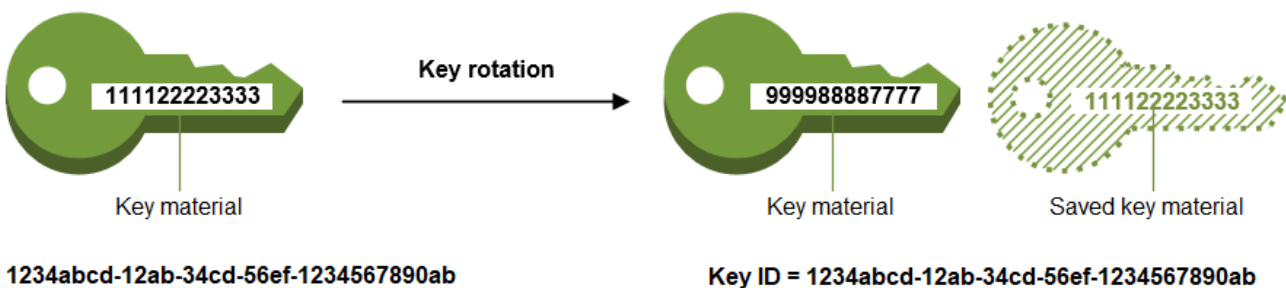 Key rotation
111122223333
999988887777
111122223333
Key material
Key material
Saved key material
1234abcd-12ab-34cd-56ef-1234567890ab
Key ID = 1234abcd-12ab-34cd-56ef-1234567890ab